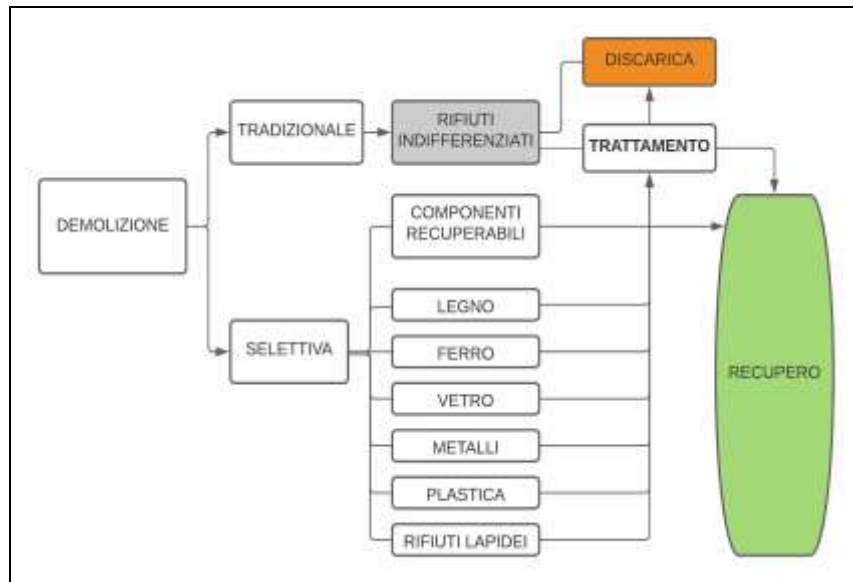 DISCARICA
TRADIZIONALE
RIFIUTI
INDIFFERENZIATI
TRATTAMENTO
DEMOLIZIONE
COMPONENTI
RECUPERABILI
LEGNO
SELETTIVA
FERRO
RECUPERO
VETRO
METALLI
PLASTICA
RIFIUTI LAPIDEI